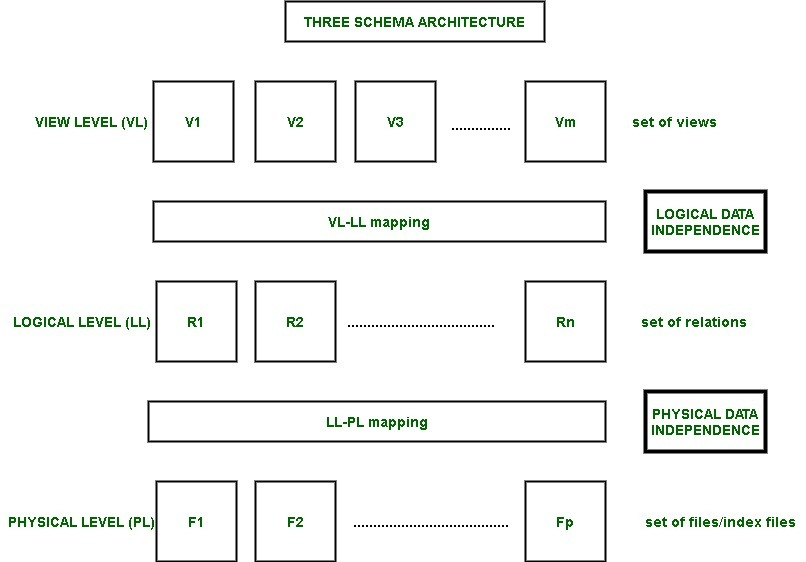 THREE SCHEMA ARCHITECTURE
VIEW LEVEL (VL) V1 V2 V3 ............... Vm set of views
VL-LL mapping
LOGICAL DATA
INDEPENDENCE
LOGICAL LEVEL (LL) R1 R2 ..................................... Rn set of relations
LL-PL mapping
PHYSICAL DATA
INDEPENDENCE
PHYSICAL LEVEL (PL) F1 F2 ....................................... Fp set of files/index files